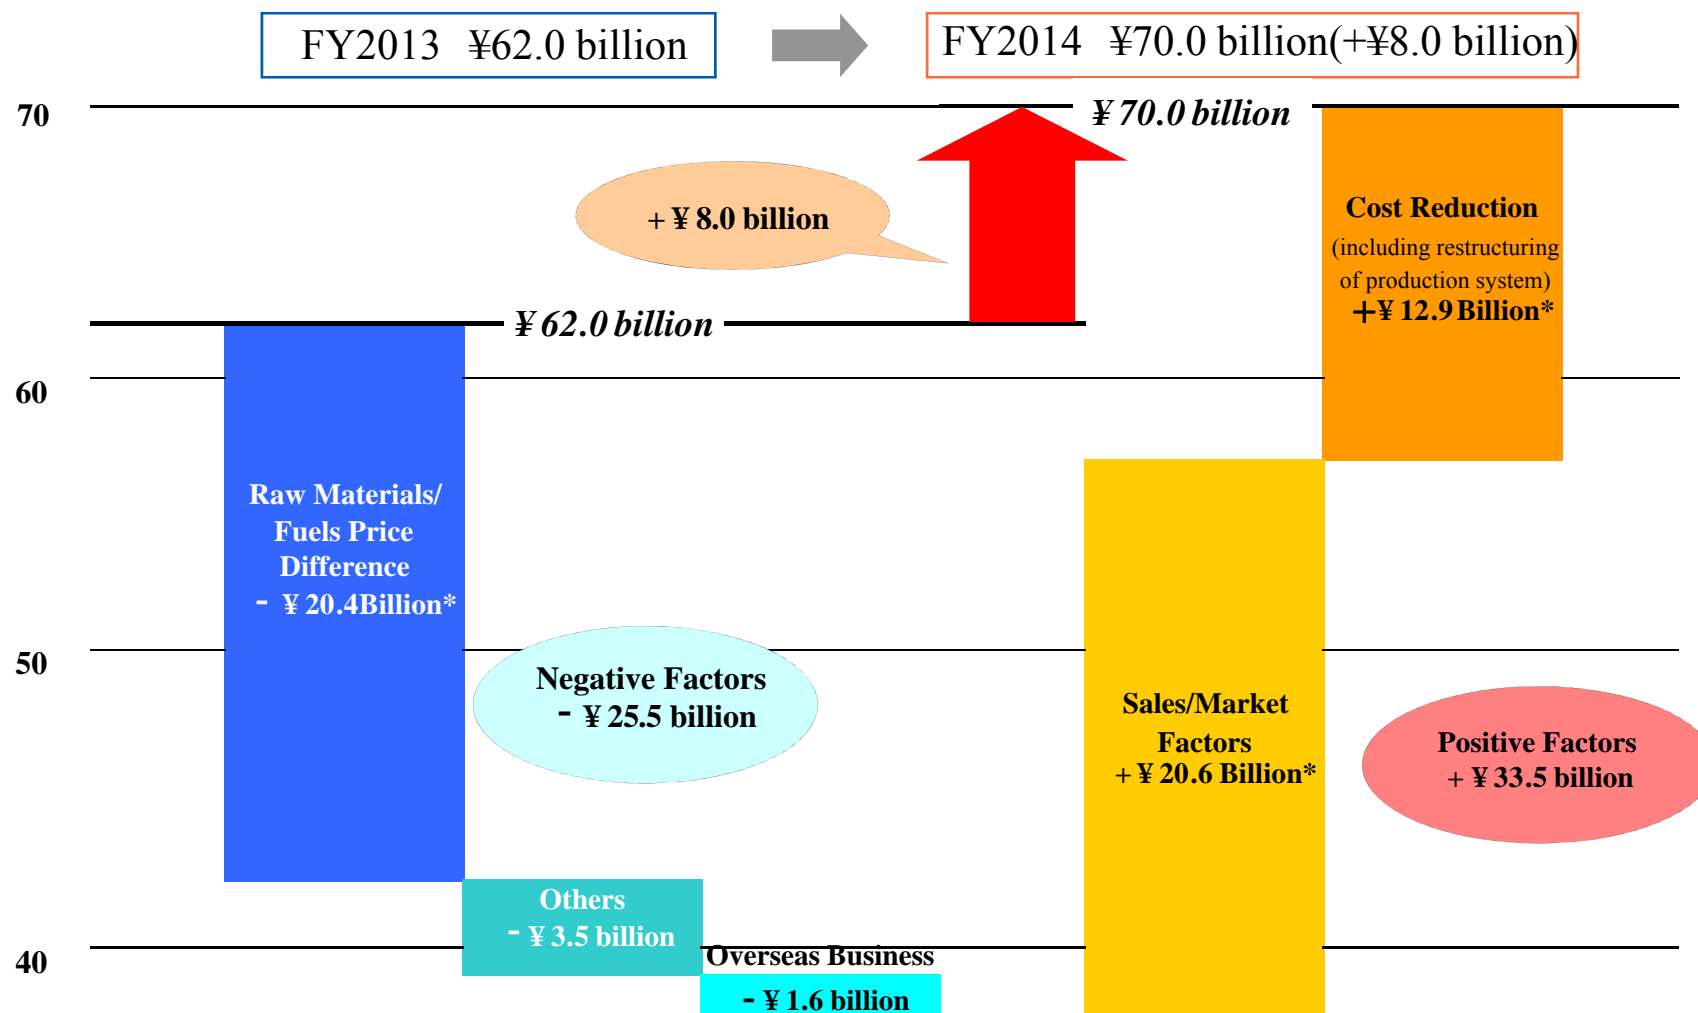 FY2013 ¥62.0 billion
FY2014 ¥70.0 billion(+¥8.0 billion)
70
¥ 70.0 billion
+ ¥ 8.0 billion
Cost Reduction
(including restructuring
of production system)
+¥ 12.9 Billion*
¥ 62.0 billion
60
Raw Materials/
Fuels Price
Difference
- ¥ 20.4Billion*
50
Negative Factors
- ¥ 25.5 billion
Sales/Market
Factors
+ ¥ 20.6 Billion*
Positive Factors
+ ¥ 33.5 billion
Others
- ¥ 3.5 billion
40
Overseas Business
- ¥ 1.6 billion